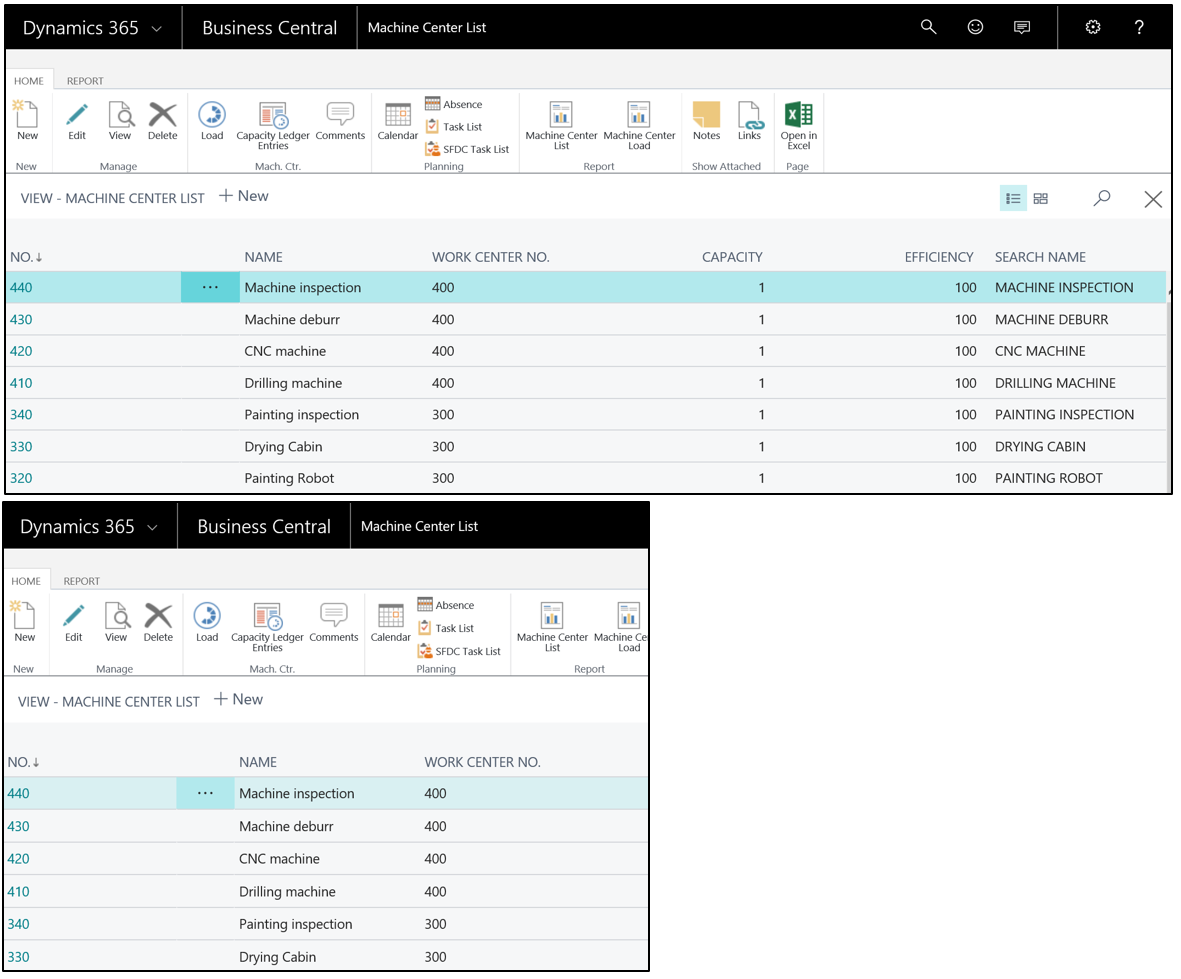 Dynamics 365 Business Central Machine Center List ?
HOME REPORT
New Edit View Delete Load Capacity Ledger Entries Comments Calendar Absence Task List SFDC Task List Machine Center List Machine Center Load Notes Links Open in Excel
New Manage Mach. Ctr. Planning Report Show Attached Page
VIEW - MACHINE CENTER LIST + New
NO.↓ NAME WORK CENTER NO. CAPACITY EFFICIENCY SEARCH NAME
440 ··· Machine inspection 400 1 100 MACHINE INSPECTION
430 Machine deburr 400 1 100 MACHINE DEBURR
420 CNC machine 400 1 100 CNC MACHINE
410 Drilling machine 400 1 100 DRILLING MACHINE
340 Painting inspection 300 1 100 PAINTING INSPECTION
330 Drying Cabin 300 1 100 DRYING CABIN
320 Painting Robot 300 1 100 PAINTING ROBOT
Dynamics 365 Business Central Machine Center List
HOME REPORT
New Edit View Delete Load Capacity Ledger Entries Comments Calendar Absence Task List SFDC Task List Machine Center List Machine Ce Load
New Manage Mach. Ctr. Planning Report
VIEW - MACHINE CENTER LIST + New
NO.↓ NAME WORK CENTER NO.
440 ··· Machine inspection 400
430 Machine deburr 400
420 CNC machine 400
410 Drilling machine 400
340 Painting inspection 300
330 Drying Cabin 300